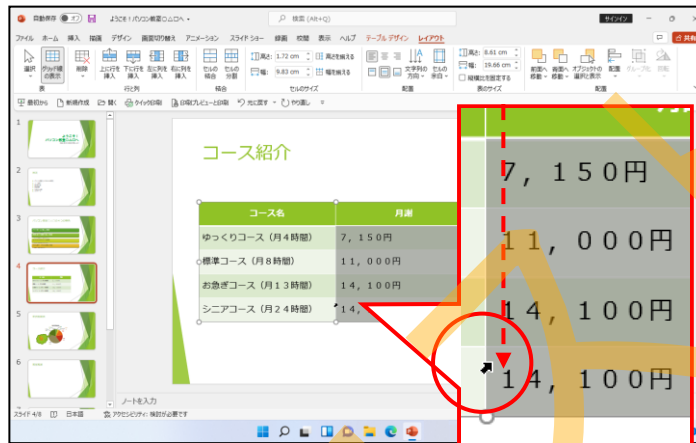 自動保存 オフ ようこそ！パソコン教室〇△□へ 検索 (Alt+Q) サインイン
ファイル ホーム 挿入 描画 デザイン 画面切り替え アニメーション スライド ショー 録画 校閲 表示 ヘルプ テーブル デザイン レイアウト 共有
選択 グリッド線の表示 削除 上に行を挿入 下に行を挿入 左に列を挿入 右に列を挿入 セルの結合 セルの分割 高さ: 1.72 cm 高さを揃える 幅: 9.83 cm 幅を揃える 文字列の方向 セルの余白 高さ: 8.81 cm 幅: 19.66 cm 縦横比を固定する 前面へ移動 背面へ移動 オブジェクトの選択と表示 配置 グループ化 回転
表 行と列 結合 セルのサイズ 配置 表のサイズ 配置
最初から 新規作成 開く クイック印刷 印刷プレビューと印刷 元に戻す やり直し
1
2
3
4
5
6
コース紹介
コース名 月謝
ゆっくりコース（月４時間） ７，１５０円
標準コース（月８時間） １１，０００円
お急ぎコース（月１３時間） １４，１００円
シニアコース（月２４時間） １４，
７，１５０円
１１，０００円
１４，１００円
１４，１００円
ノートを入力
スライド 4/8 日本語 アクセシビリティ: 検討が必要です